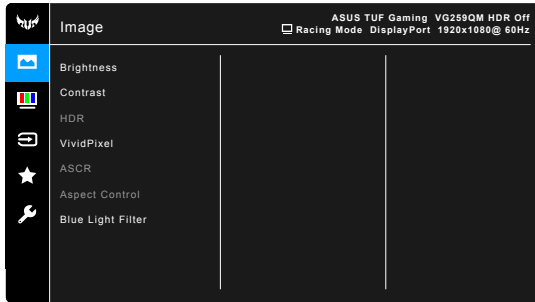 Image
ASUS TUF Gaming VG259QM HDR Off
Racing Mode DisplayPort 1920x1080@ 60Hz
Brightness
Contrast
HDR
VividPixel
ASCR
Aspect Control
Blue Light Filter